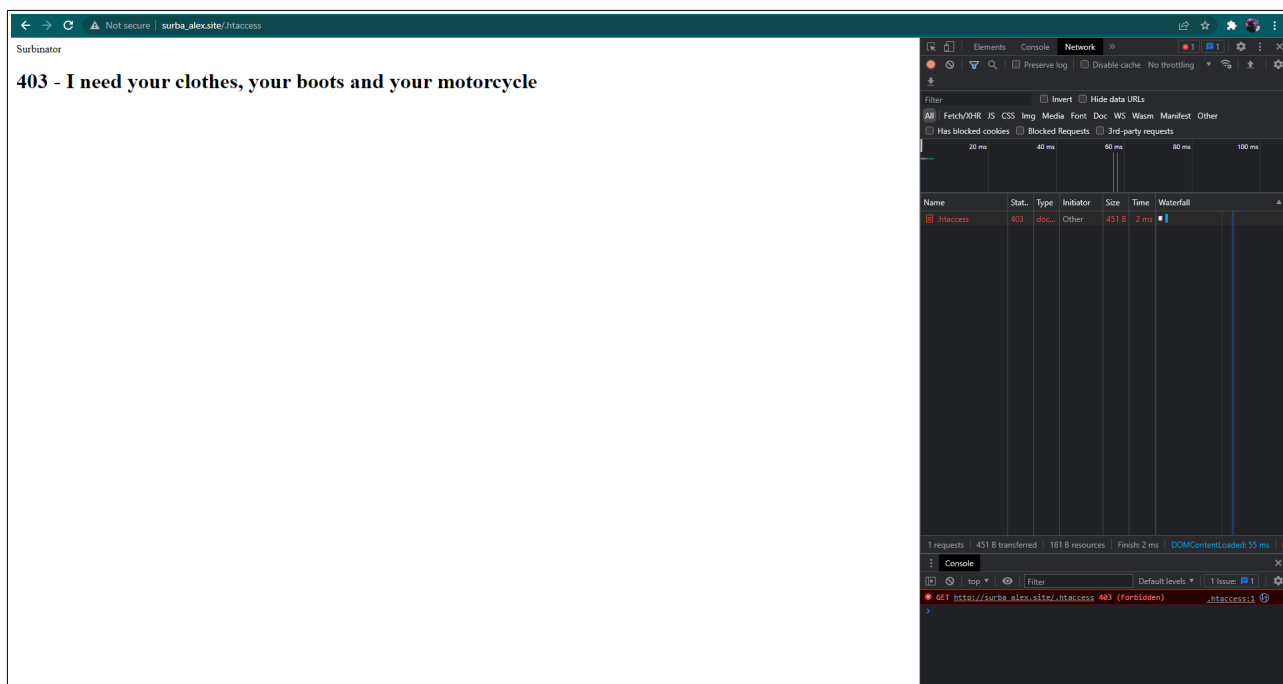 Not secure | surba_alex.site/.htaccess
Surbinator
403 - I need your clothes, your boots and your motorcycle
Elements Console Network » 1 1
Preserve log Disable cache No throttling
Filter Invert Hide data URLs
All Fetch/XHR JS CSS Img Media Font Doc WS Wasm Manifest Other
Has blocked cookies Blocked Requests 3rd-party requests
20 ms 40 ms 60 ms 80 ms 100 ms
Name Stat.. Type Initiator Size Time Waterfall
.htaccess 403 doc... Other 451 B 2 ms
1 requests 451 B transferred 161 B resources Finish: 2 ms DOMContentLoaded: 55 ms
Console
top Filter Default levels 1 Issue: 1
GET http://surba_alex.site/.htaccess 403 (Forbidden) .htaccess:1